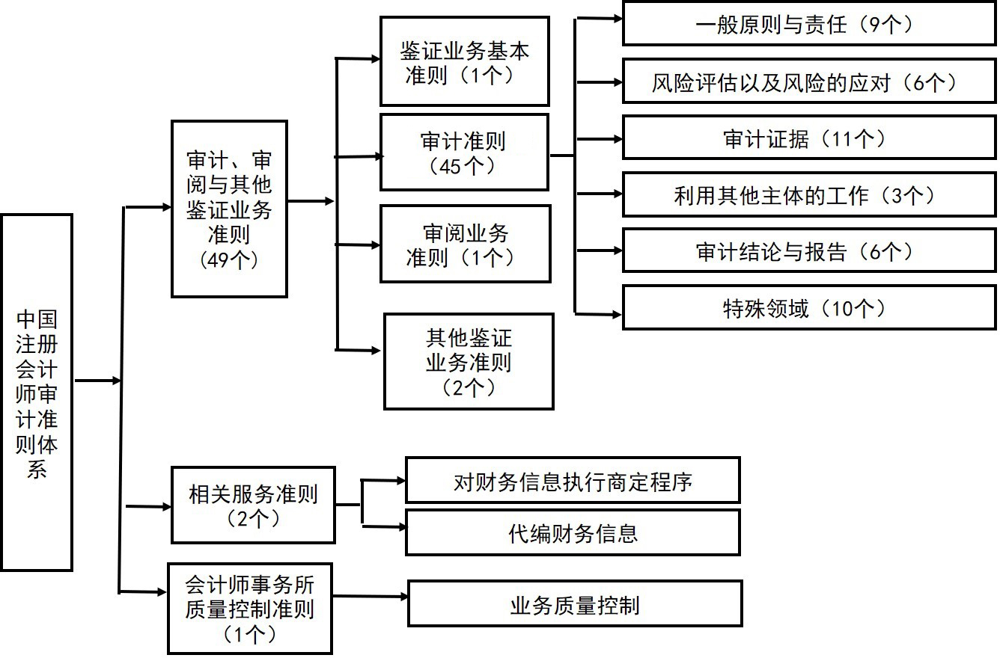 中国
注册
会计
师审
计准
则体
系
审计、审
阅与其他
鉴证业务
准则
(49个)
鉴证业务基本
准则（1个）
审计准则
（45个）
审阅业务
准则（1个）
其他鉴证
业务准则
（2个）
一般原则与责任（9个）
风险评估以及风险的应对（6个）
审计证据（11个）
利用其他主体的工作（3个）
审计结论与报告（6个）
特殊领域（10个）
相关服务准则
（2个）
对财务信息执行商定程序
代编财务信息
会计师事务所
质量控制准则
（1个）
业务质量控制